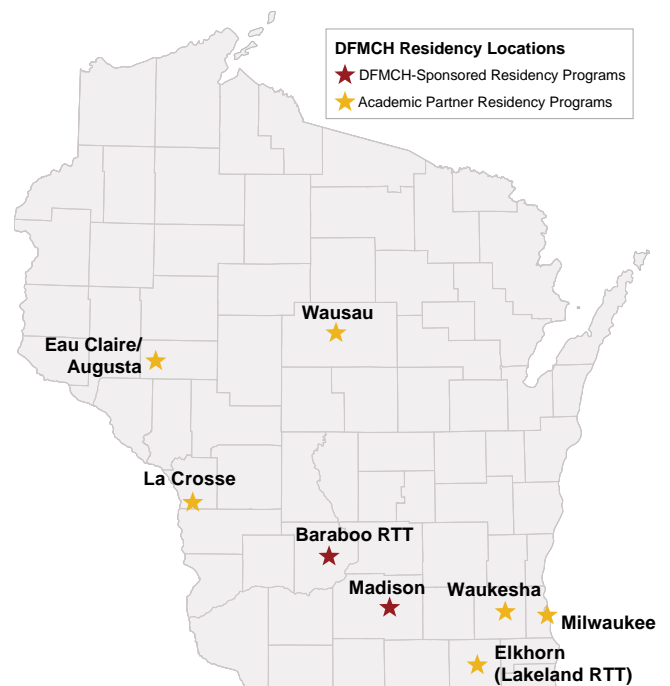 DFMCH Residency Locations
DFMCH-Sponsored Residency Programs
Academic Partner Residency Programs
Wausau
Eau Claire/
Augusta
La Crosse
Baraboo RTT
Madison
Waukesha
Milwaukee
Elkhorn
(Lakeland RTT)